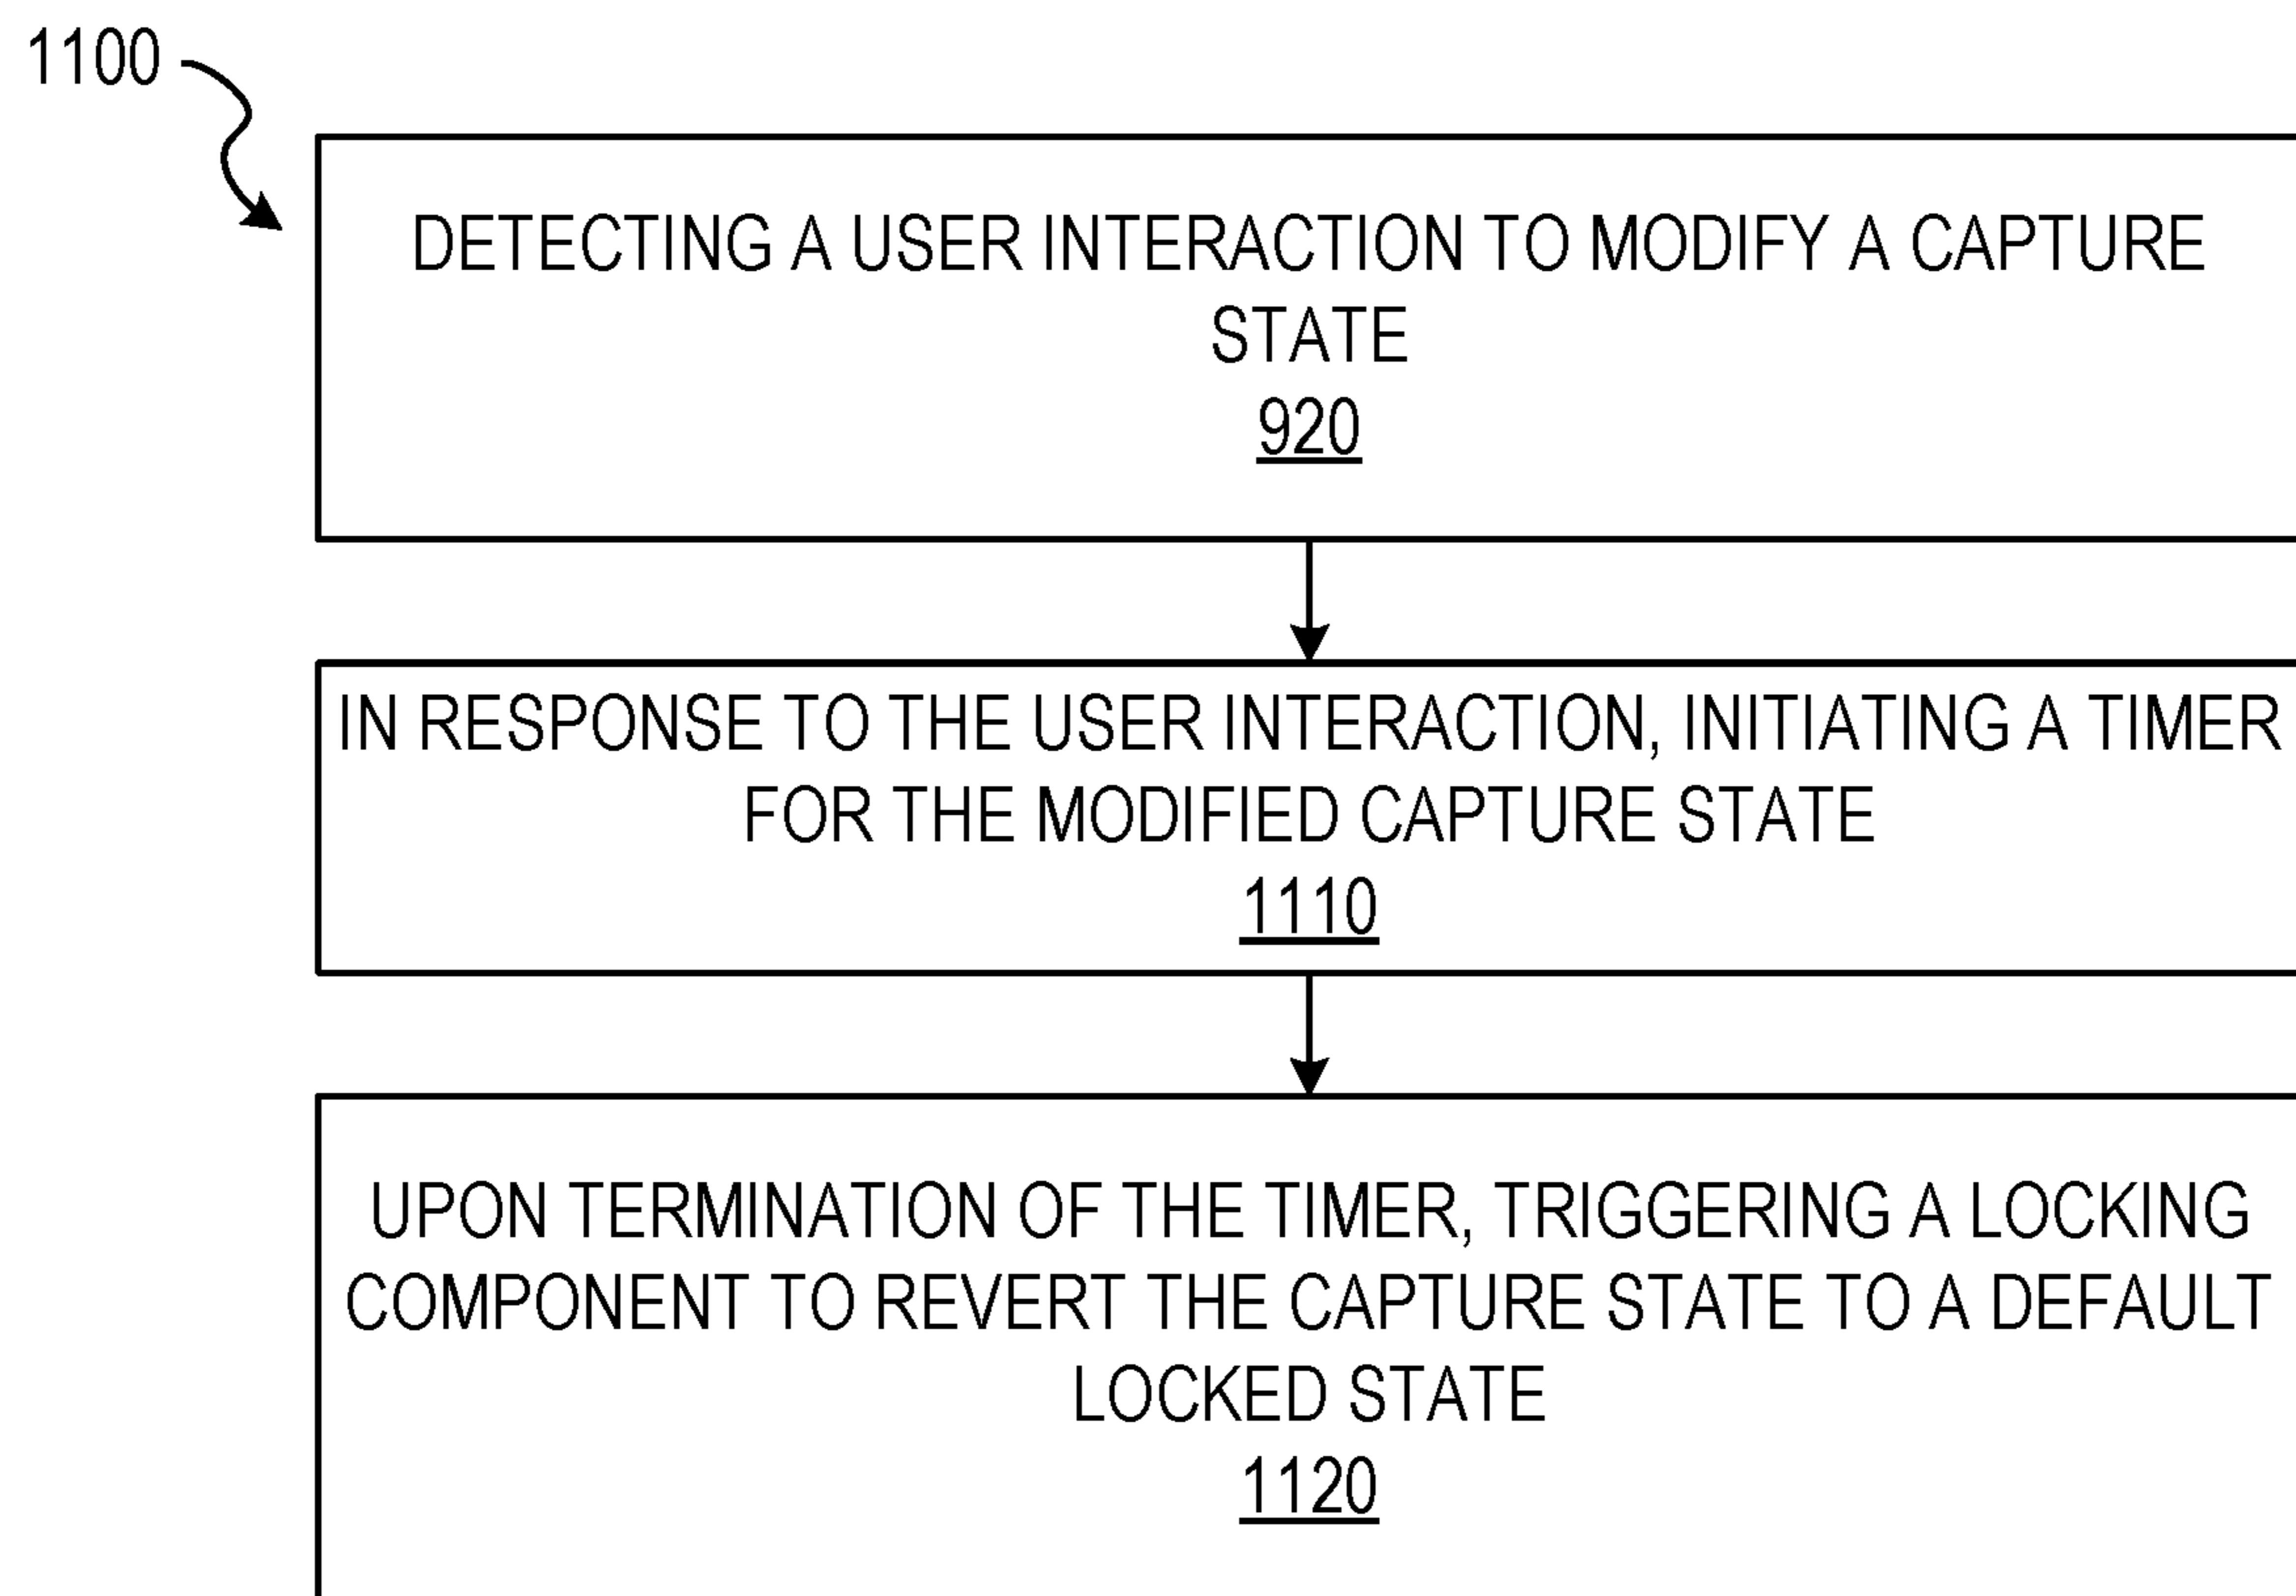 1100
DETECTING A USER INTERACTION TO MODIFY A CAPTURE
STATE
920
IN RESPONSE TO THE USER INTERACTION, INITIATING A TIMER
FOR THE MODIFIED CAPTURE STATE
1110
UPON TERMINATION OF THE TIMER, TRIGGERING A LOCKING
COMPONENT TO REVERT THE CAPTURE STATE TO A DEFAULT
LOCKED STATE
1120